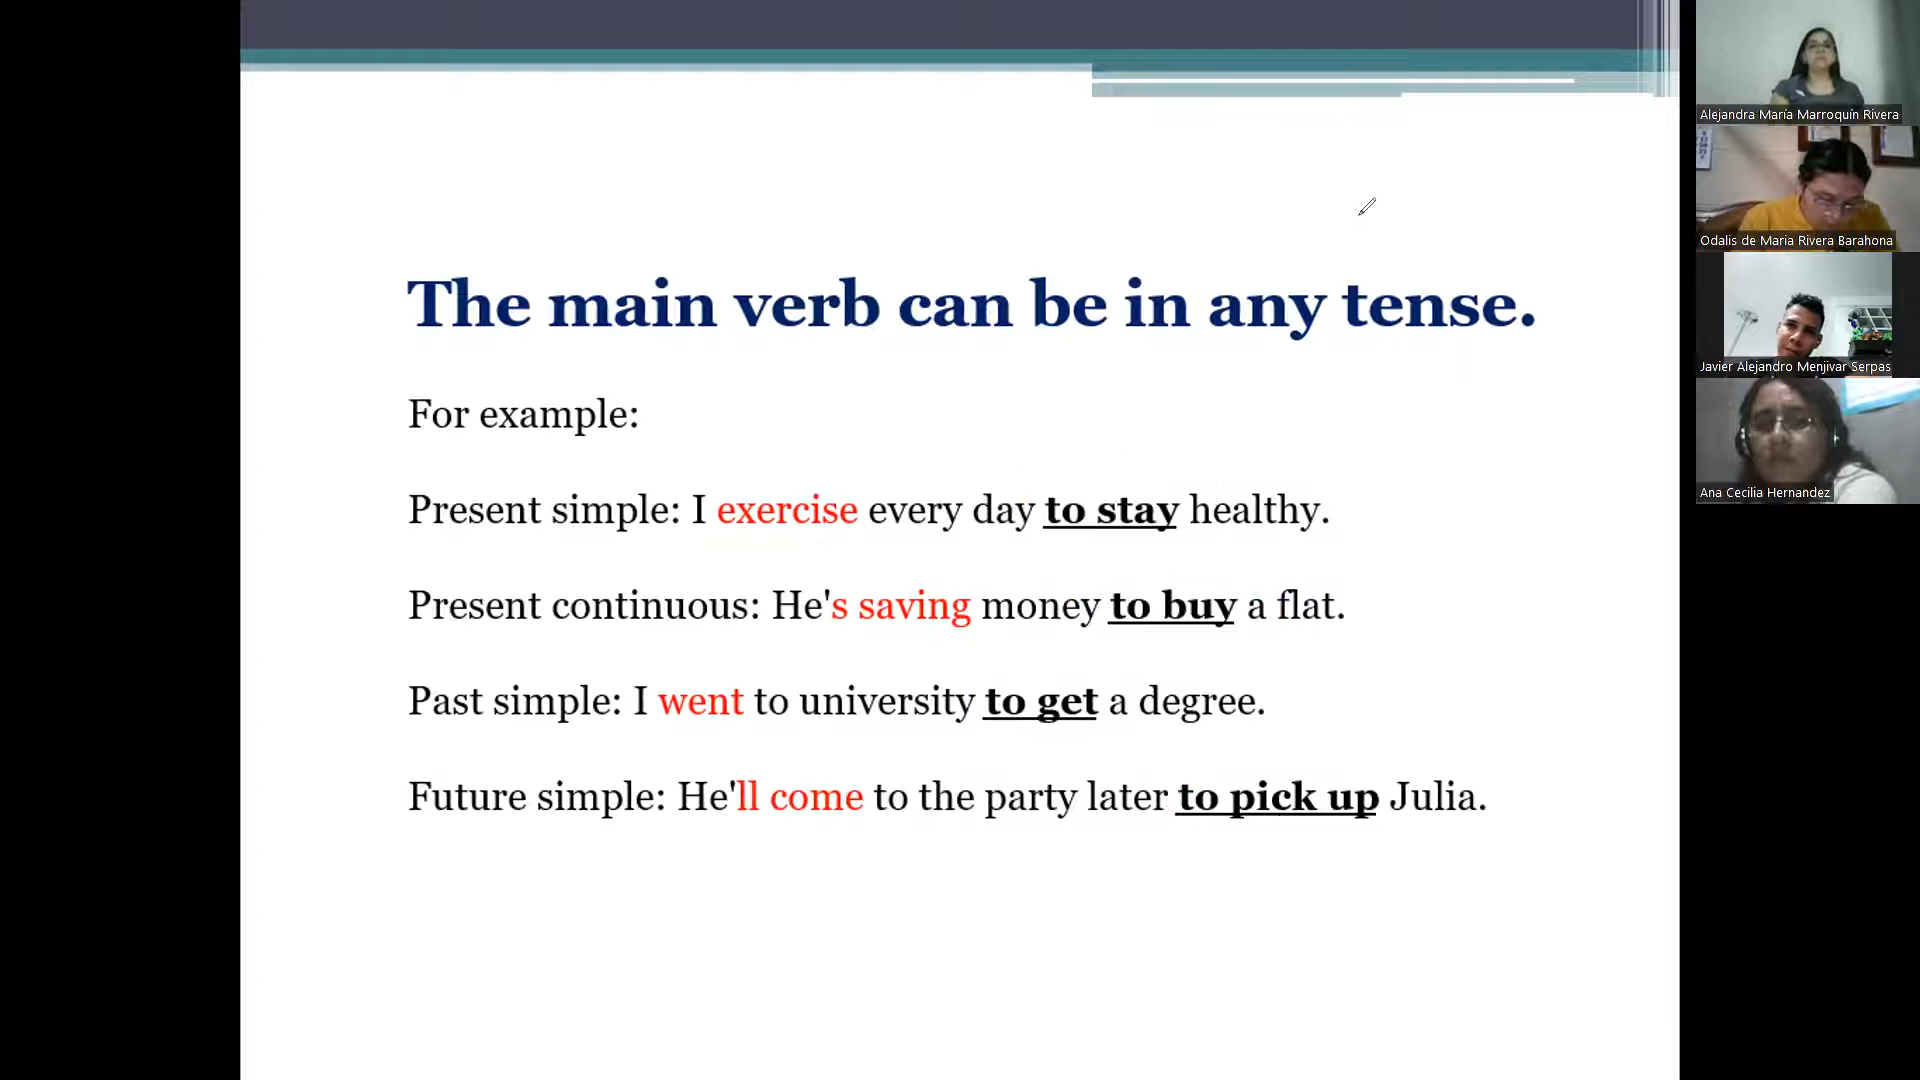 The main verb can be in any tense.
For example:
Present simple: I exercise every day to stay healthy.
Present continuous: He's saving money to buy a flat.
Past simple: I went to university to get a degree.
Future simple: He'll come to the party later to pick up Julia.
Alejandra María Marroquín Rivera
Odalis de Maria Rivera Barahona
Javier Alejandro Menjivar Serpas
Ana Cecilia Hernandez